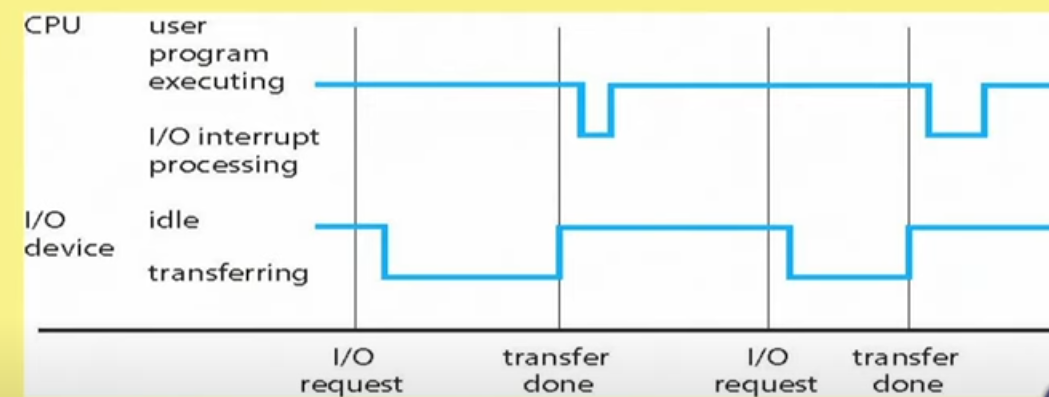 CPU
user
program
executing
I/O interrupt
processing
I/O
device
idle
transferring
I/O
request
transfer
done
I/O
request
transfer
done